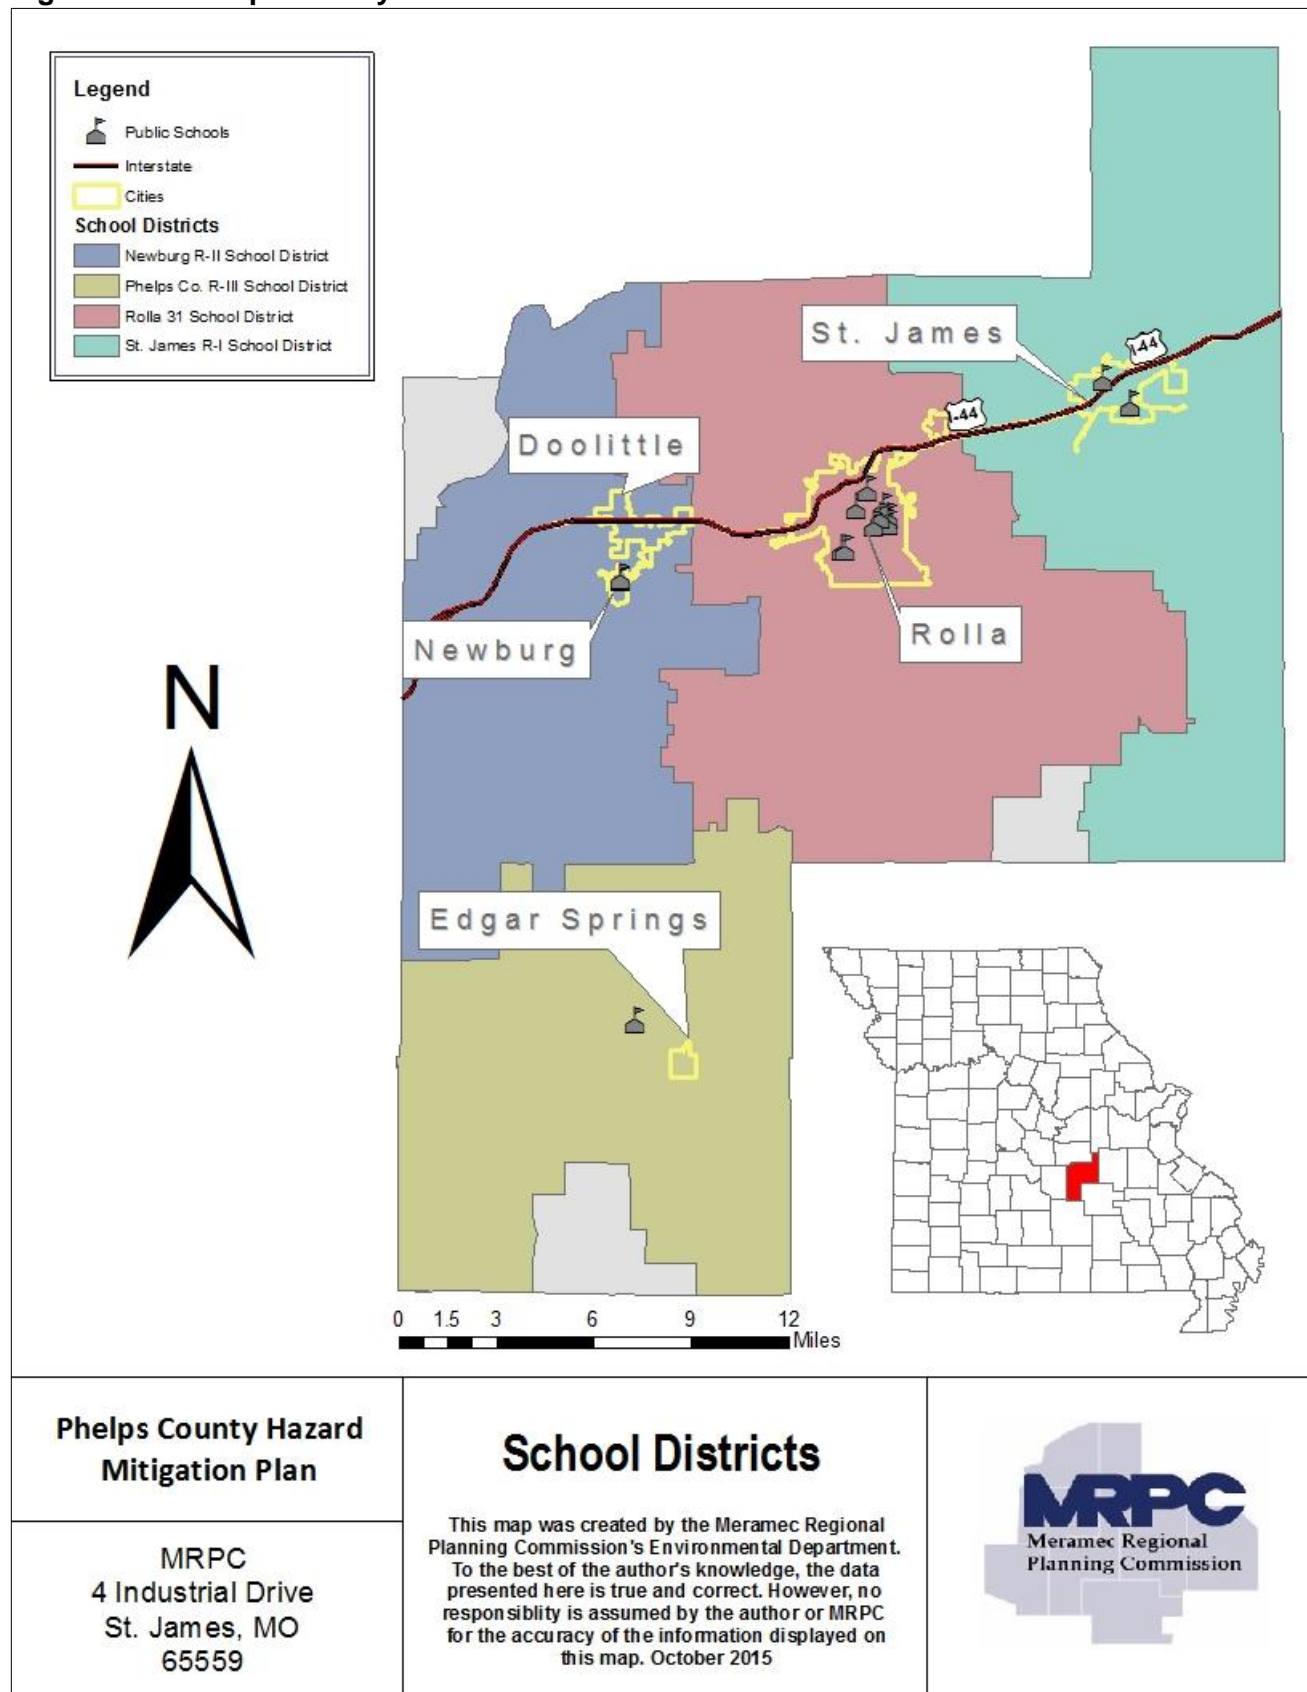 Legend
Public Schools
Interstate
Cities
School Districts
Newburg R-II School District
Phelps Co. R-III School District
Rolla 31 School District
St. James R-I School District
St. James
I-44
I-44
Doolittle
Newburg
Rolla
N
Edgar Springs
0 1.5 3 6 9 12
Miles
Phelps County Hazard
Mitigation Plan
MRPC
4 Industrial Drive
St. James, MO
65559
School Districts
This map was created by the Meramec Regional
Planning Commission's Environmental Department.
To the best of the author's knowledge, the data
presented here is true and correct. However, no
responsiblity is assumed by the author or MRPC
for the accuracy of the information displayed on
this map. October 2015
MRPC
Meramec Regional
Planning Commission